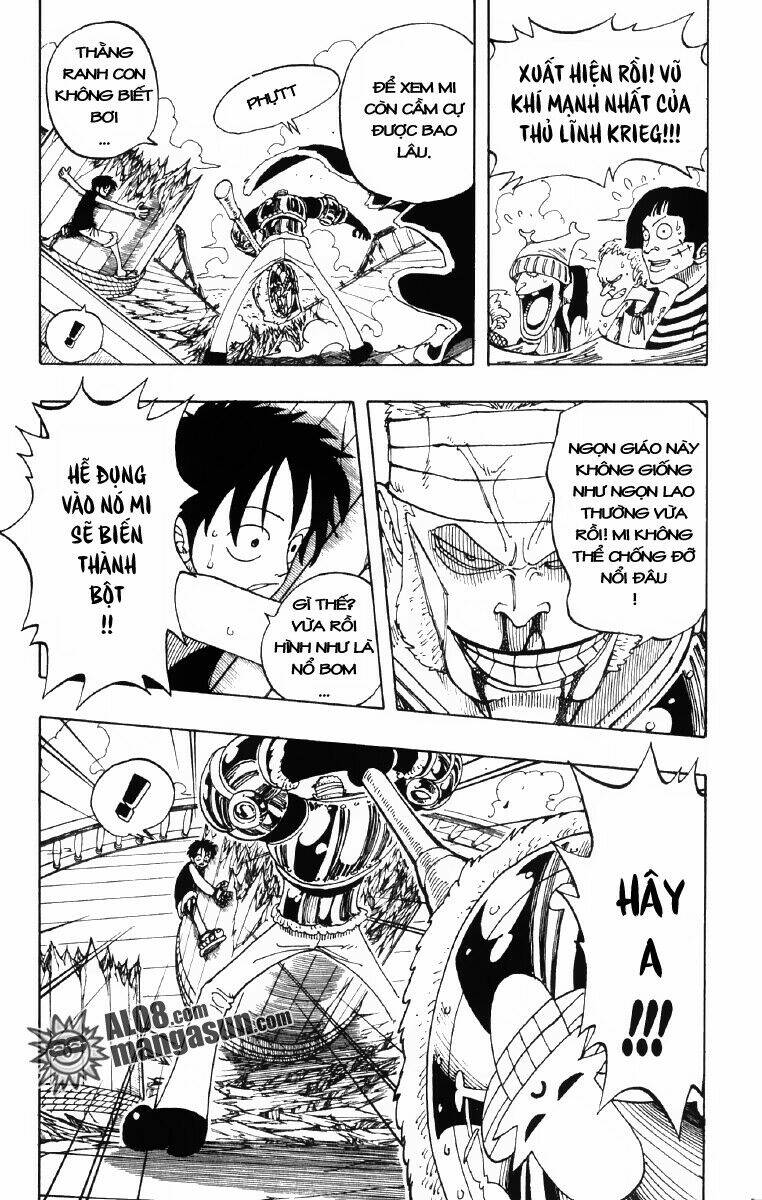 XUẤT HIỆN RỒI! VŨ
KHÍ MẠNH NHẤT CỦA
THỦ LĨNH KRIEG!!!
ĐỂ XEM MI
CÒN CẦM CỰ
ĐƯỢC BAO
LÂU.
PHỰTT
THẰNG
RANH CON
KHÔNG BIẾT
BƠI
...
!!
NGỌN GIÁO NÀY
KHÔNG GIỐNG
NHƯ NGỌN LAO
THƯỜNG VỪA
RỒI! MI KHÔNG
THỂ CHỐNG ĐỠ
NỔI ĐÂU
!
GÌ THẾ?
VỪA RỒI
HÌNH NHƯ LÀ
NỔ BOM
...
HỄ ĐỤNG
VÀO NÓ MI
SẼ BIẾN
THÀNH
BỘT
!!
HÂY
A
!!!
!!
AL08.com
mangasun.com